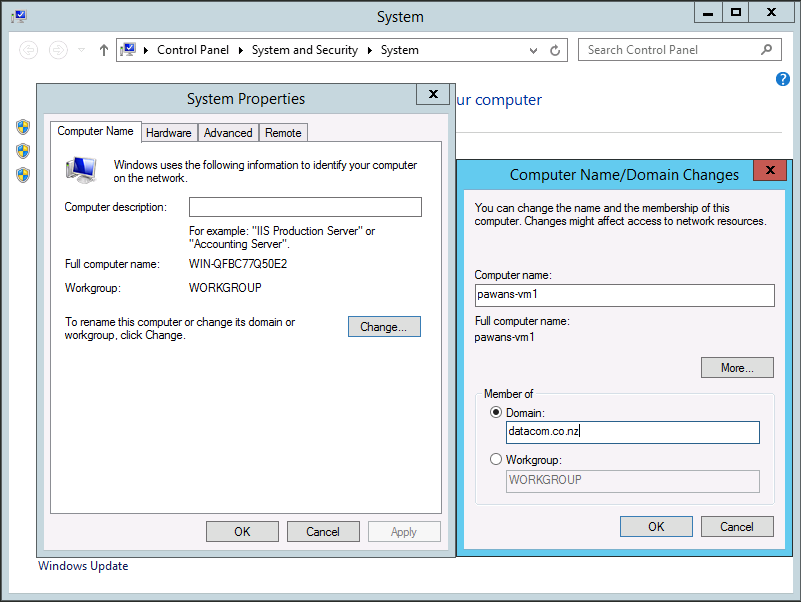 System
Control Panel
System and Security
System
Search Control Panel
ur computer
System Properties
Computer Name
Hardware
Advanced
Remote
Windows uses the following information to identify your computer
on the network.
Computer description:
For example: "IIS Production Server" or
"Accounting Server".
Full computer name:
WIN-QFBC77Q50E2
Workgroup:
WORKGROUP
To rename this computer or change its domain or
workgroup, click Change.
Change...
OK
Cancel
Apply
Windows Update
Computer Name/Domain Changes
You can change the name and the membership of this
computer. Changes might affect access to network resources.
Computer name:
pawans-vm1
Full computer name:
pawans-vm1
More...
Member of
Domain:
datacom.co.nz
Workgroup:
WORKGROUP
OK
Cancel